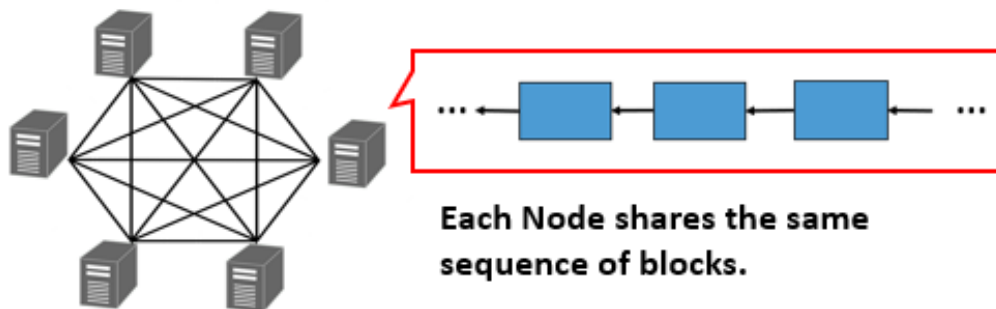 ... ...
Each Node shares the same
sequence of blocks.